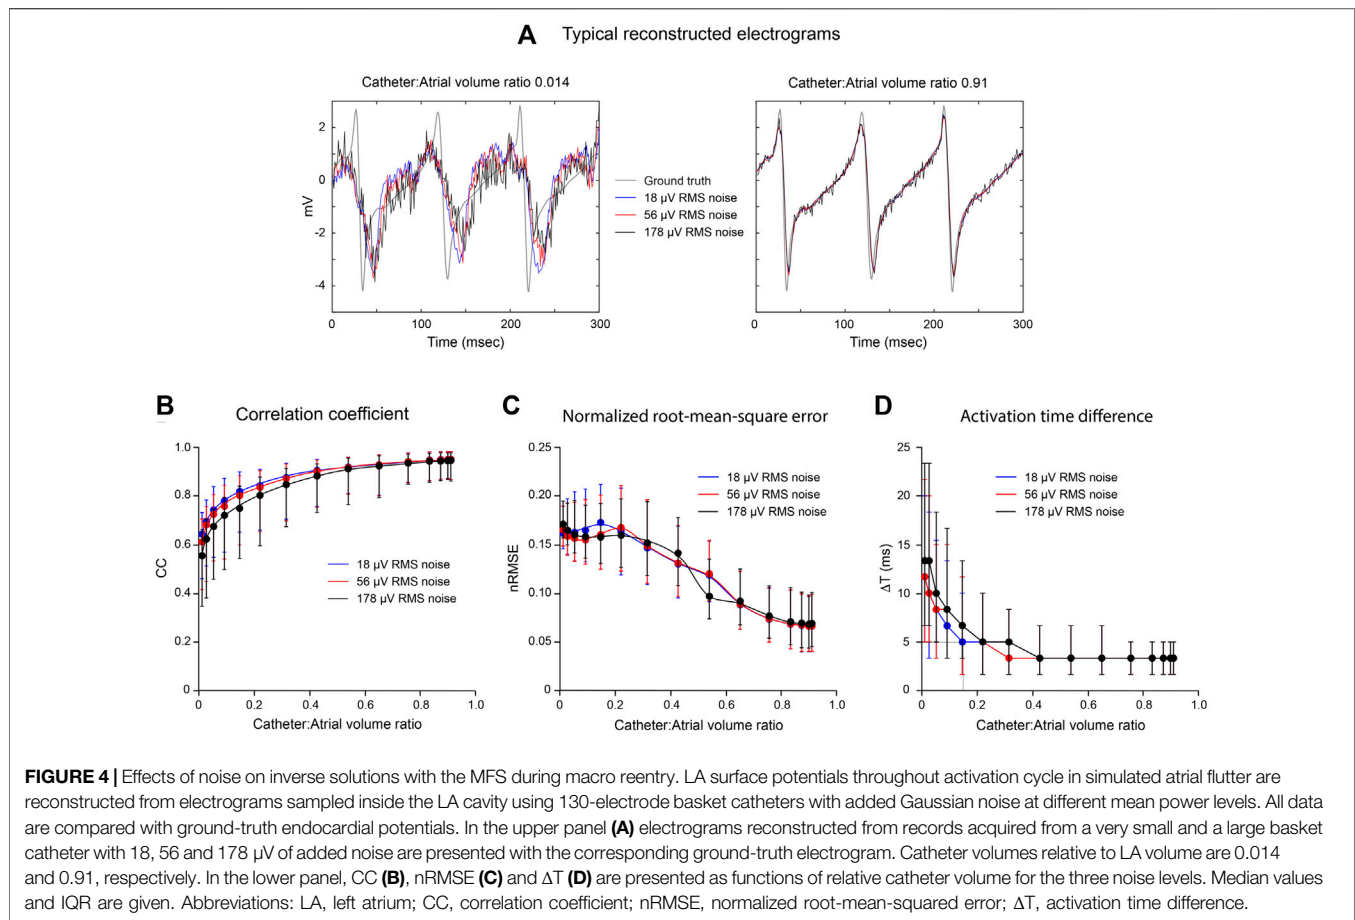 A Typical reconstructed electrograms
Catheter:Atrial volume ratio 0.014
Catheter:Atrial volume ratio 0.91
2
0
-2
-4
mV
0
100
200
300
Time (msec)
Ground truth
18 µV RMS noise
56 µV RMS noise
178 µV RMS noise
0
100
200
300
Time (msec)
B Correlation coefficient
1.0
0.8
0.6
0.4
0.2
0
CC
18 µV RMS noise
56 µV RMS noise
178 µV RMS noise
0
0.2
0.4
0.6
0.8
1.0
Catheter:Atrial volume ratio
C Normalized root-mean-square error
0.25
0.20
0.15
0.10
0.05
0
nRMSE
18 µV RMS noise
56 µV RMS noise
178 µV RMS noise
0
0.2
0.4
0.6
0.8
1.0
Catheter:Atrial volume ratio
D Activation time difference
25
20
15
10
5
0
ΔT (ms)
18 µV RMS noise
56 µV RMS noise
178 µV RMS noise
0
0.2
0.4
0.6
0.8
1.0
Catheter:Atrial volume ratio
FIGURE 4 | Effects of noise on inverse solutions with the MFS during macro reentry. LA surface potentials throughout activation cycle in simulated atrial flutter are
reconstructed from electrograms sampled inside the LA cavity using 130-electrode basket catheters with added Gaussian noise at different mean power levels. All data
are compared with ground-truth endocardial potentials. In the upper panel (A) electrograms reconstructed from records acquired from a very small and a large basket
catheter with 18, 56 and 178 µV of added noise are presented with the corresponding ground-truth electrogram. Catheter volumes relative to LA volume are 0.014
and 0.91, respectively. In the lower panel, CC (B), nRMSE (C) and ΔT (D) are presented as functions of relative catheter volume for the three noise levels. Median values
and IQR are given. Abbreviations: LA, left atrium; CC, correlation coefficient; nRMSE, normalized root-mean-squared error; ΔT, activation time difference.